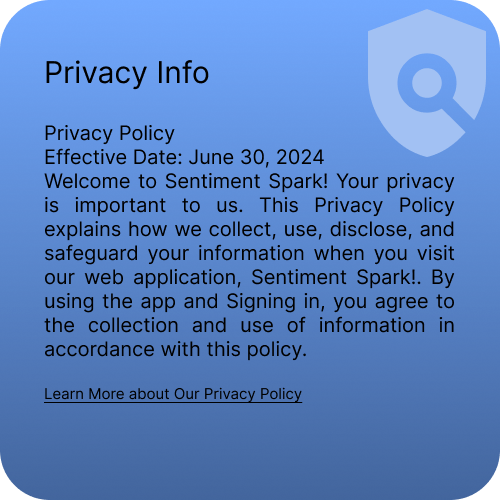 Privacy Info
Privacy Policy
Effective Date: June 30, 2024
Welcome to Sentiment Spark! Your privacy
is important to us. This Privacy Policy
explains how we collect, use, disclose, and
safeguard your information when you visit
our web application, Sentiment Spark!. By
using the app and Signing in, you agree to
the collection and use of information in
accordance with this policy.
Learn More about Our Privacy Policy